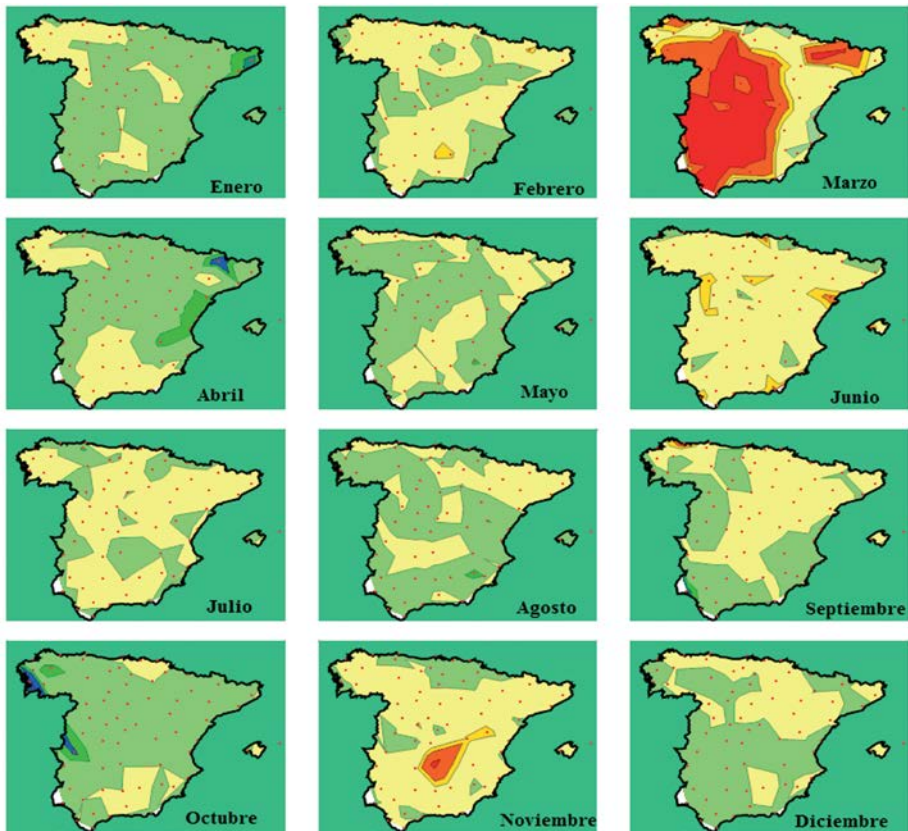 Enero
Febrero
Marzo
Abril
Mayo
Junio
Julio
Agosto
Septiembre
Octubre
Noviembre
Diciembre